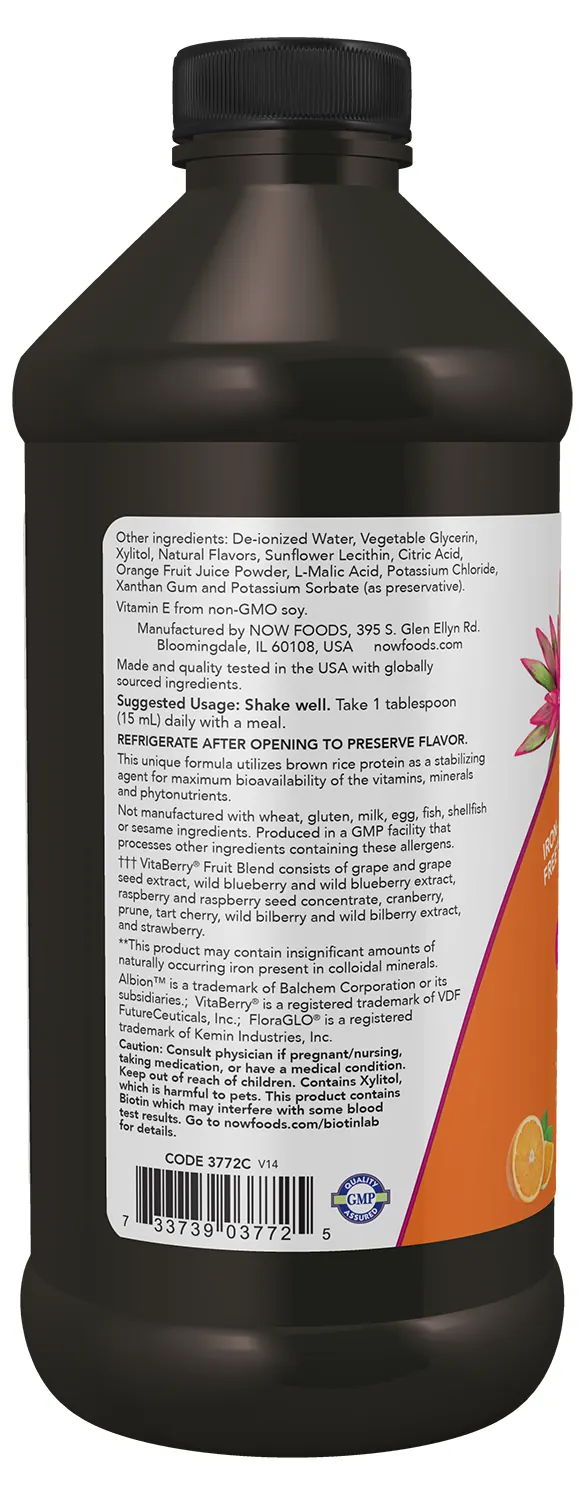 Other ingredients: De-ionized Water, Vegetable Glycerin,
Xylitol, Natural Flavors, Sunflower Lecithin, Citric Acid,
Orange Fruit Juice Powder, L-Malic Acid, Potassium Chloride,
Xanthan Gum and Potassium Sorbate (as preservative).
Vitamin E from non-GMO soy.
Manufactured by NOW FOODS, 395 S. Glen Ellyn Rd.
Bloomingdale, IL 60108, USA nowfoods.com
Made and quality tested in the USA with globally
sourced ingredients.
Suggested Usage: Shake well. Take 1 tablespoon
(15 mL) daily with a meal.
REFRIGERATE AFTER OPENING TO PRESERVE FLAVOR.
This unique formula utilizes brown rice protein as a stabilizing
agent for maximum bioavailability of the vitamins, minerals
and phytonutrients.
Not manufactured with wheat, gluten, milk, egg, fish, shellfish
or sesame ingredients. Produced in a GMP facility that
processes other ingredients containing these allergens.
††† VitaBerry® Fruit Blend consists of grape and grape
seed extract, wild blueberry and wild blueberry extract,
raspberry and raspberry seed concentrate, cranberry,
prune, tart cherry, wild bilberry and wild bilberry extract,
and strawberry.
**This product may contain insignificant amounts of
naturally occurring iron present in colloidal minerals.
Albion™ is a trademark of Balchem Corporation or its
subsidiaries.; VitaBerry® is a registered trademark of VDF
FutureCeuticals, Inc.; FloraGLO® is a registered
trademark of Kemin Industries, Inc.
Caution: Consult physician if pregnant/nursing,
taking medication, or have a medical condition.
Keep out of reach of children. Contains Xylitol,
which is harmful to pets. This product contains
Biotin which may interfere with some blood
test results. Go to nowfoods.com/biotinlab
for details.
CODE 3772C V14
7 33739 03772 5
QUALITY
GMP
ASSURED